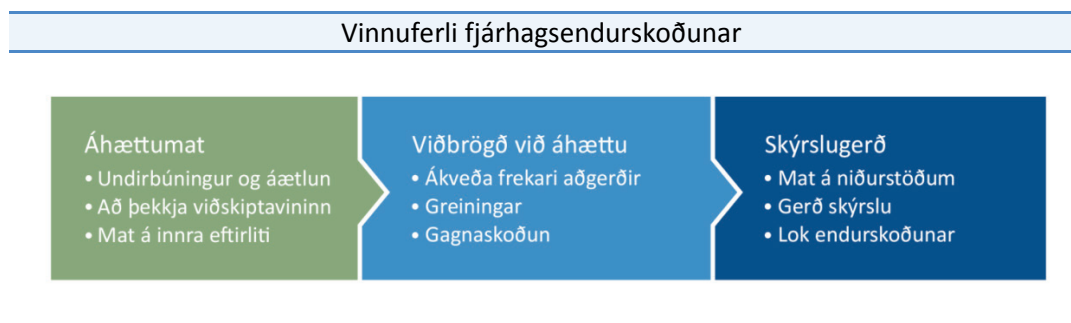 Vinnuferli fjárhagsendurskoðunar
Áhættumat
• Undirbúningur og áætlun
• Að þekkja viðskiptavininn
• Mat á innra eftirliti
Viðbrögð við áhættu
• Ákveða frekari aðgerðir
• Greiningar
• Gagnaskoðun
Skýrslugerð
• Mat á niðurstöðum
• Gerð skýrslu
• Lok endurskoðunar